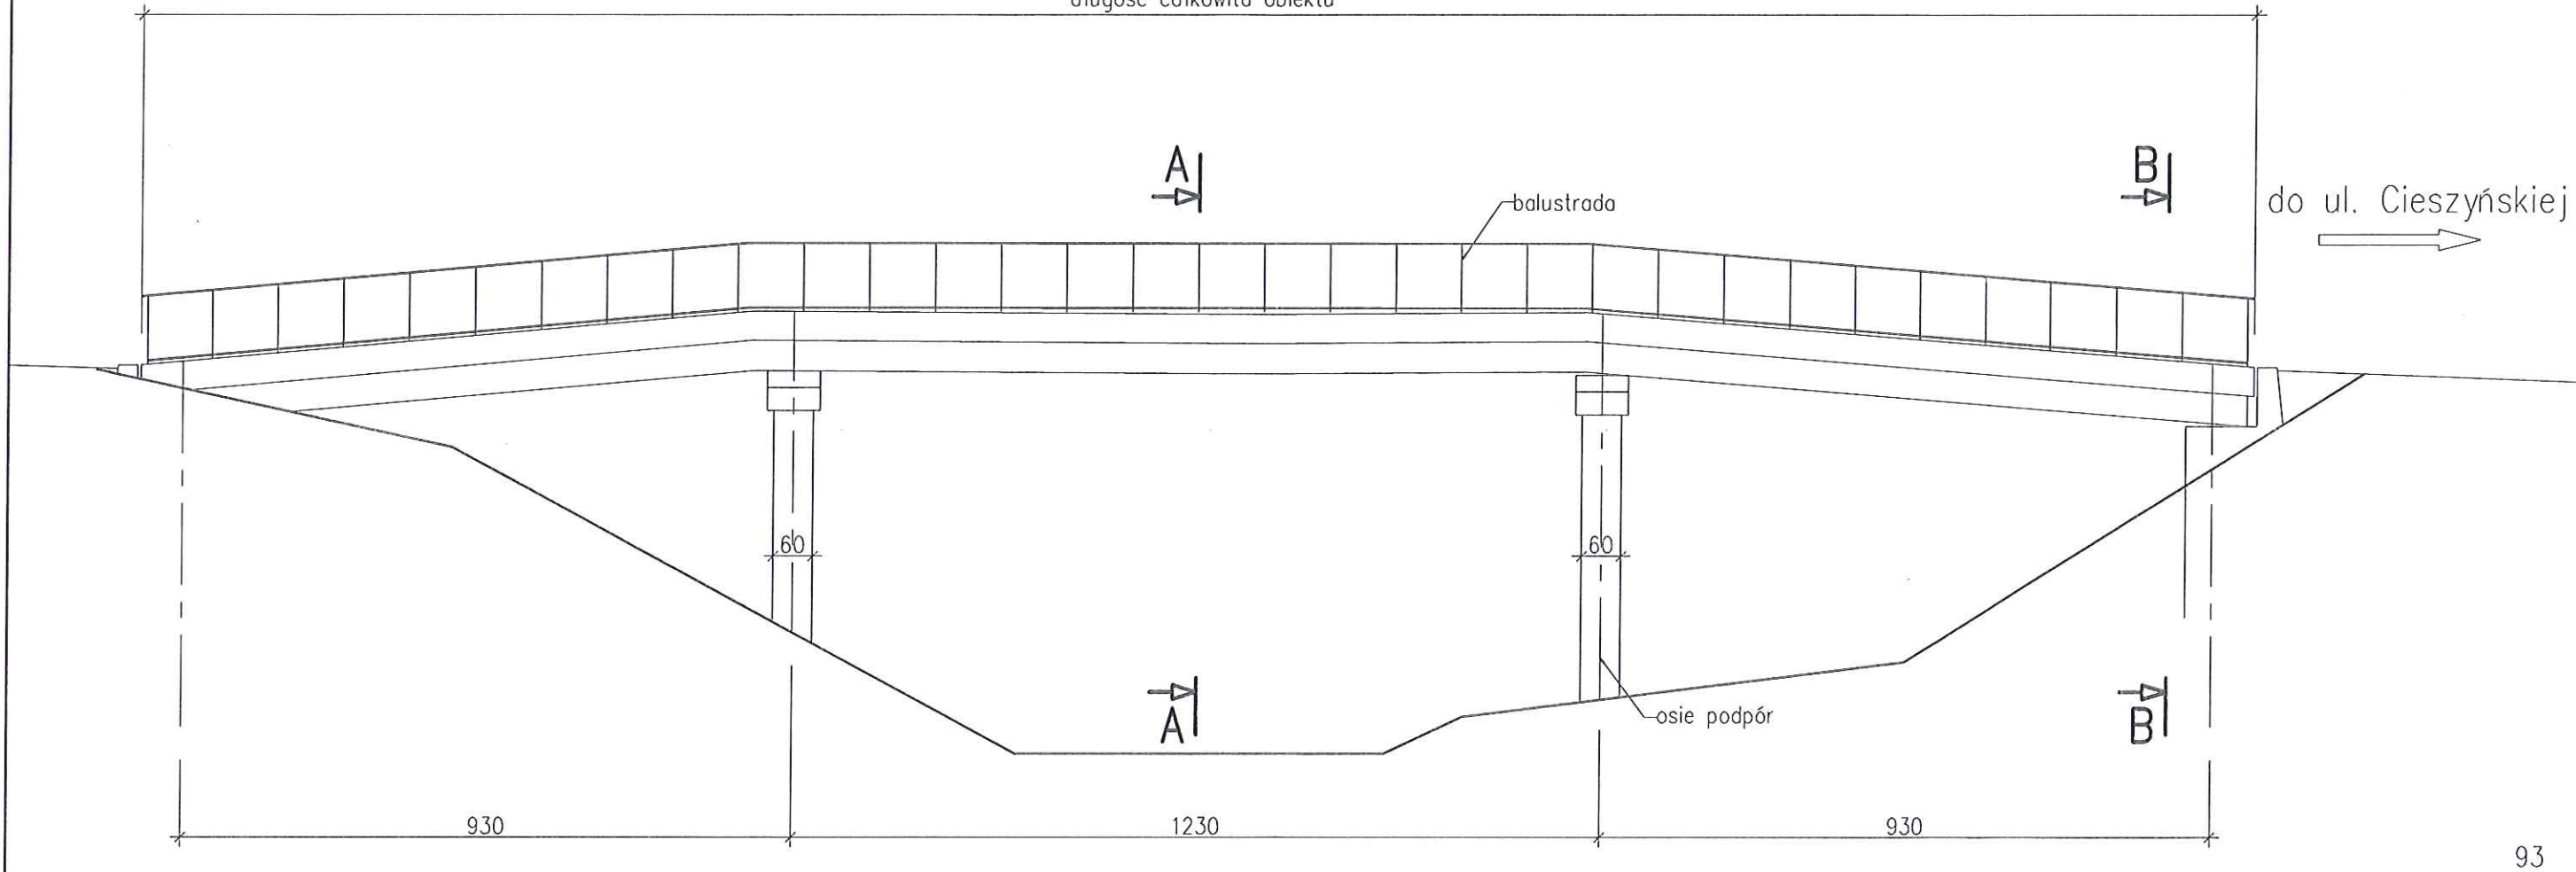 długość całkowita obiektu
A
B
balustrada
do ul. Cieszyńskiej
60
60
A
B
osie podpór
930
1230
930
93